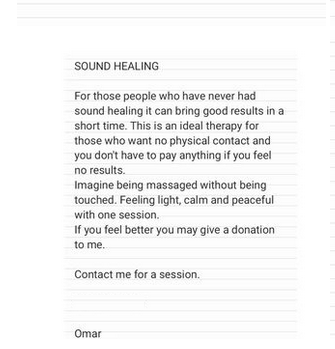 SOUND HEALING
For those people who have never had
sound healing it can bring good results in a
short time. This is an ideal therapy for
those who want no physical contact and
you don't have to pay anything if you feel
no results.
Imagine being massaged without being
touched. Feeling light, calm and peaceful
with one session.
If you feel better you may give a donation
to me.
Contact me for a session.
Omar